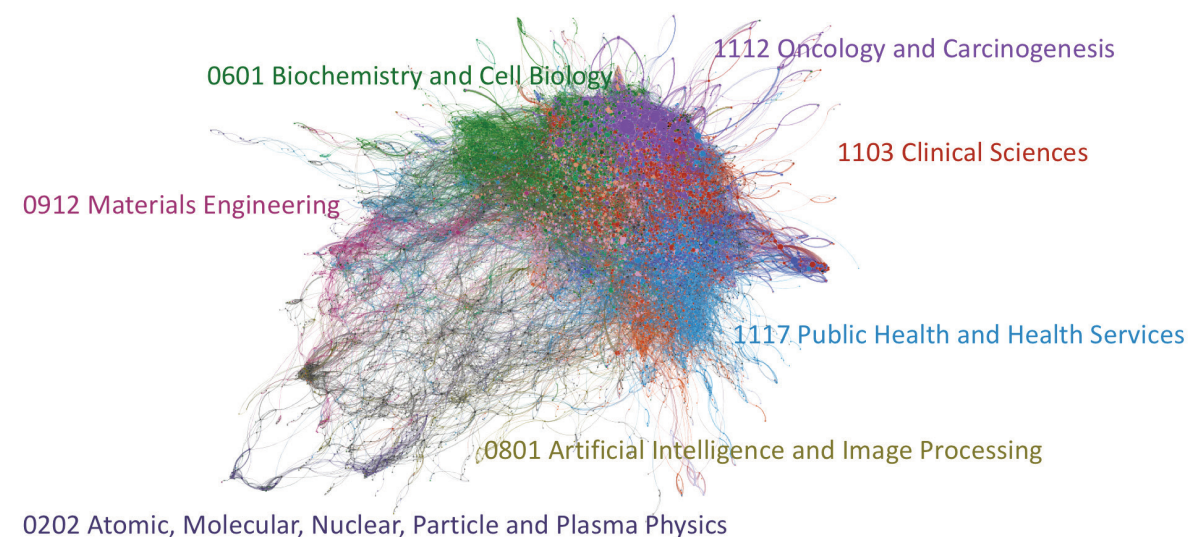 1112 Oncology and Carcinogenesis
0601 Biochemistry and Cell Biology
1103 Clinical Sciences
0912 Materials Engineering
1117 Public Health and Health Services
0801 Artificial Intelligence and Image Processing
0202 Atomic, Molecular, Nuclear, Particle and Plasma Physics